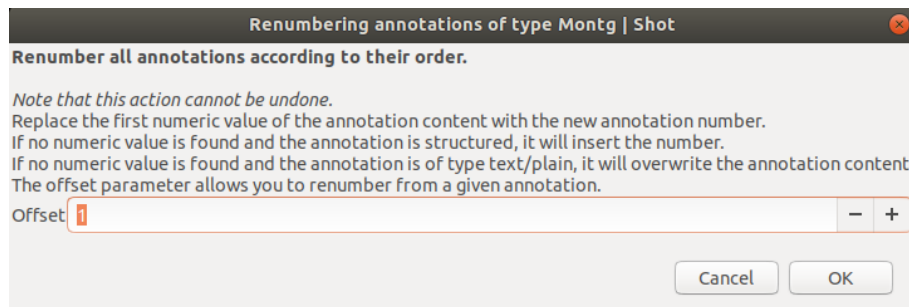 Renumbering annotations of type Montg | Shot
Renumber all annotations according to their order.
Note that this action cannot be undone.
Replace the first numeric value of the annotation content with the new annotation number.
If no numeric value is found and the annotation is structured, it will insert the number.
If no numeric value is found and the annotation is of type text/plain, it will overwrite the annotation content
The offset parameter allows you to renumber from a given annotation.
Offset 1 − +
Cancel OK